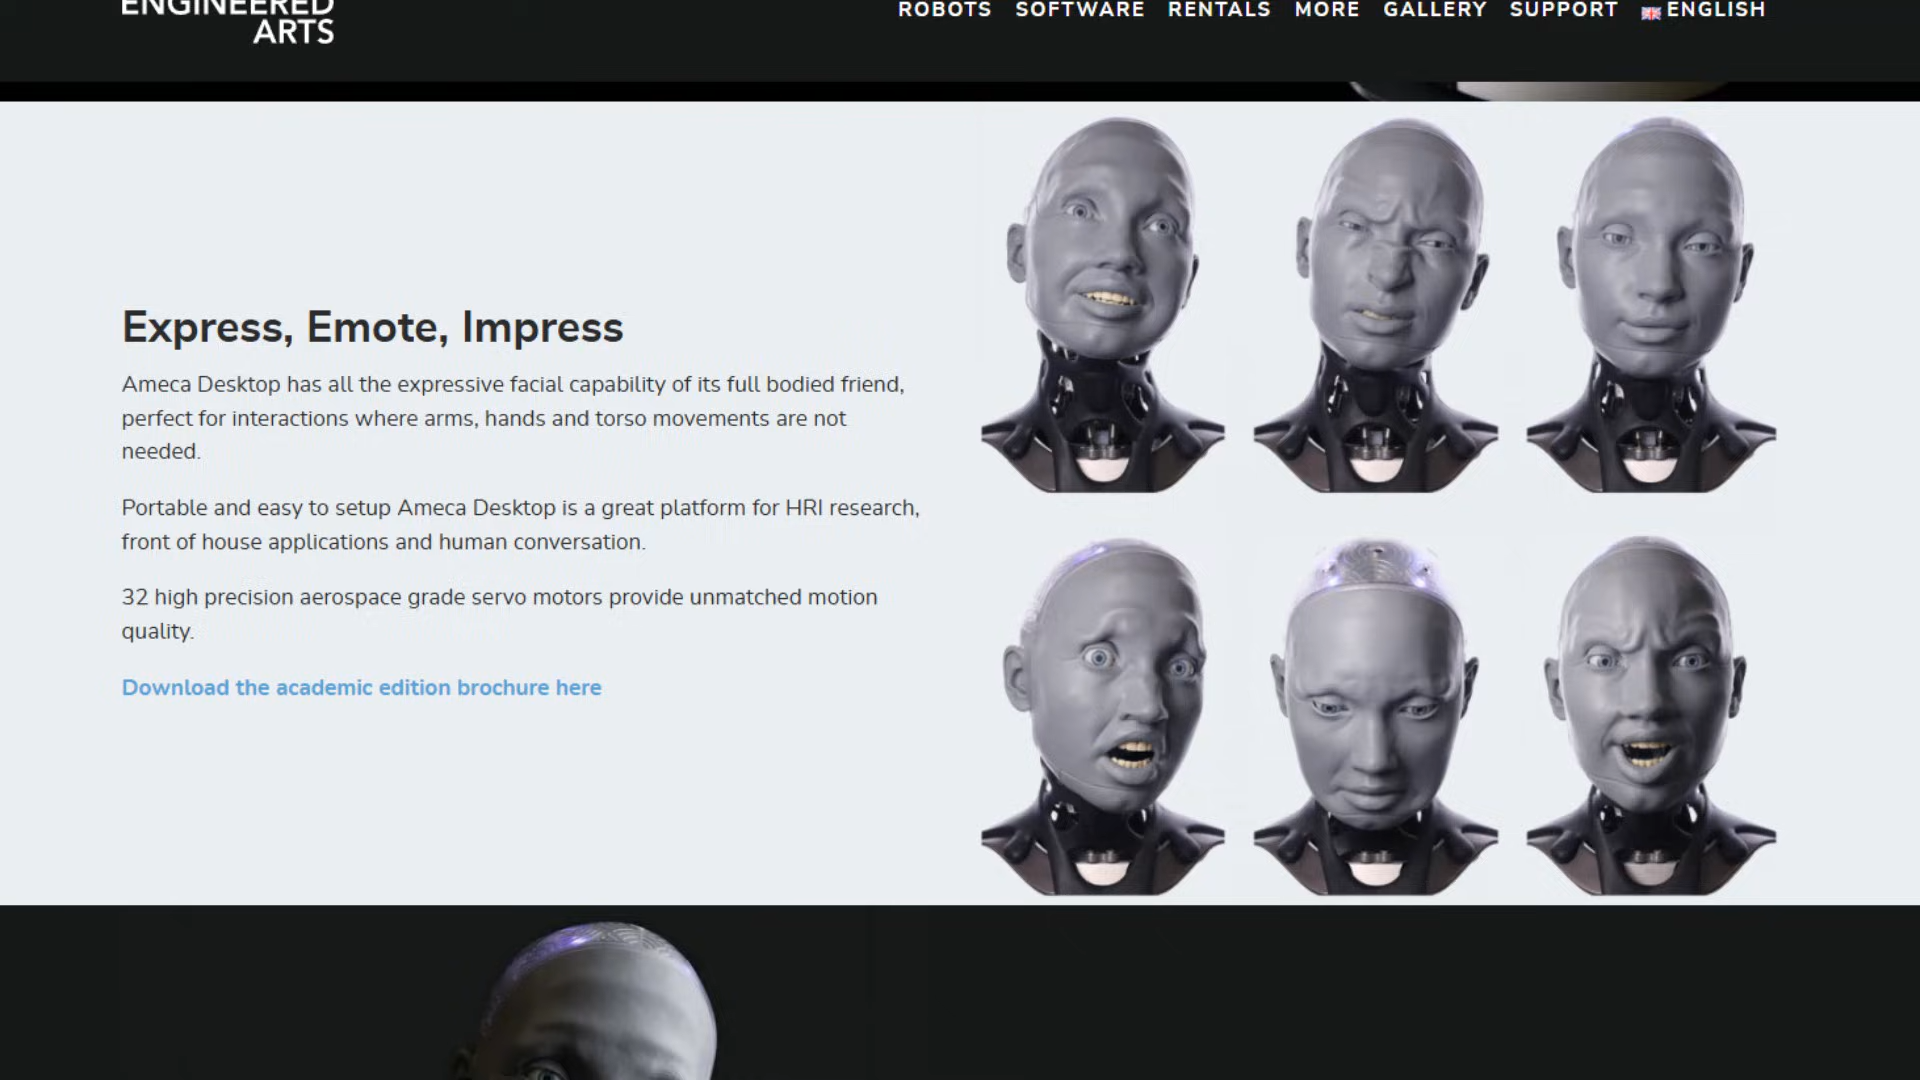 ENGINEERED
ARTS
ROBOTS SOFTWARE RENTALS MORE GALLERY SUPPORT ENGLISH
Express, Emote, Impress
Ameca Desktop has all the expressive facial capability of its full bodied friend,
perfect for interactions where arms, hands and torso movements are not
needed.
Portable and easy to setup Ameca Desktop is a great platform for HRI research,
front of house applications and human conversation.
32 high precision aerospace grade servo motors provide unmatched motion
quality.
Download the academic edition brochure here